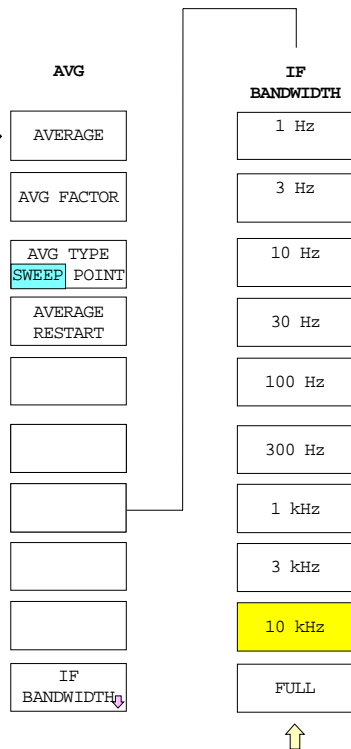 AVG
AVERAGE
AVG FACTOR
AVG TYPE
SWEEP POINT
AVERAGE
RESTART
IF
BANDWIDTH
IF
BANDWIDTH
1 Hz
3 Hz
10 Hz
30 Hz
100 Hz
300 Hz
1 kHz
3 kHz
10 kHz
FULL